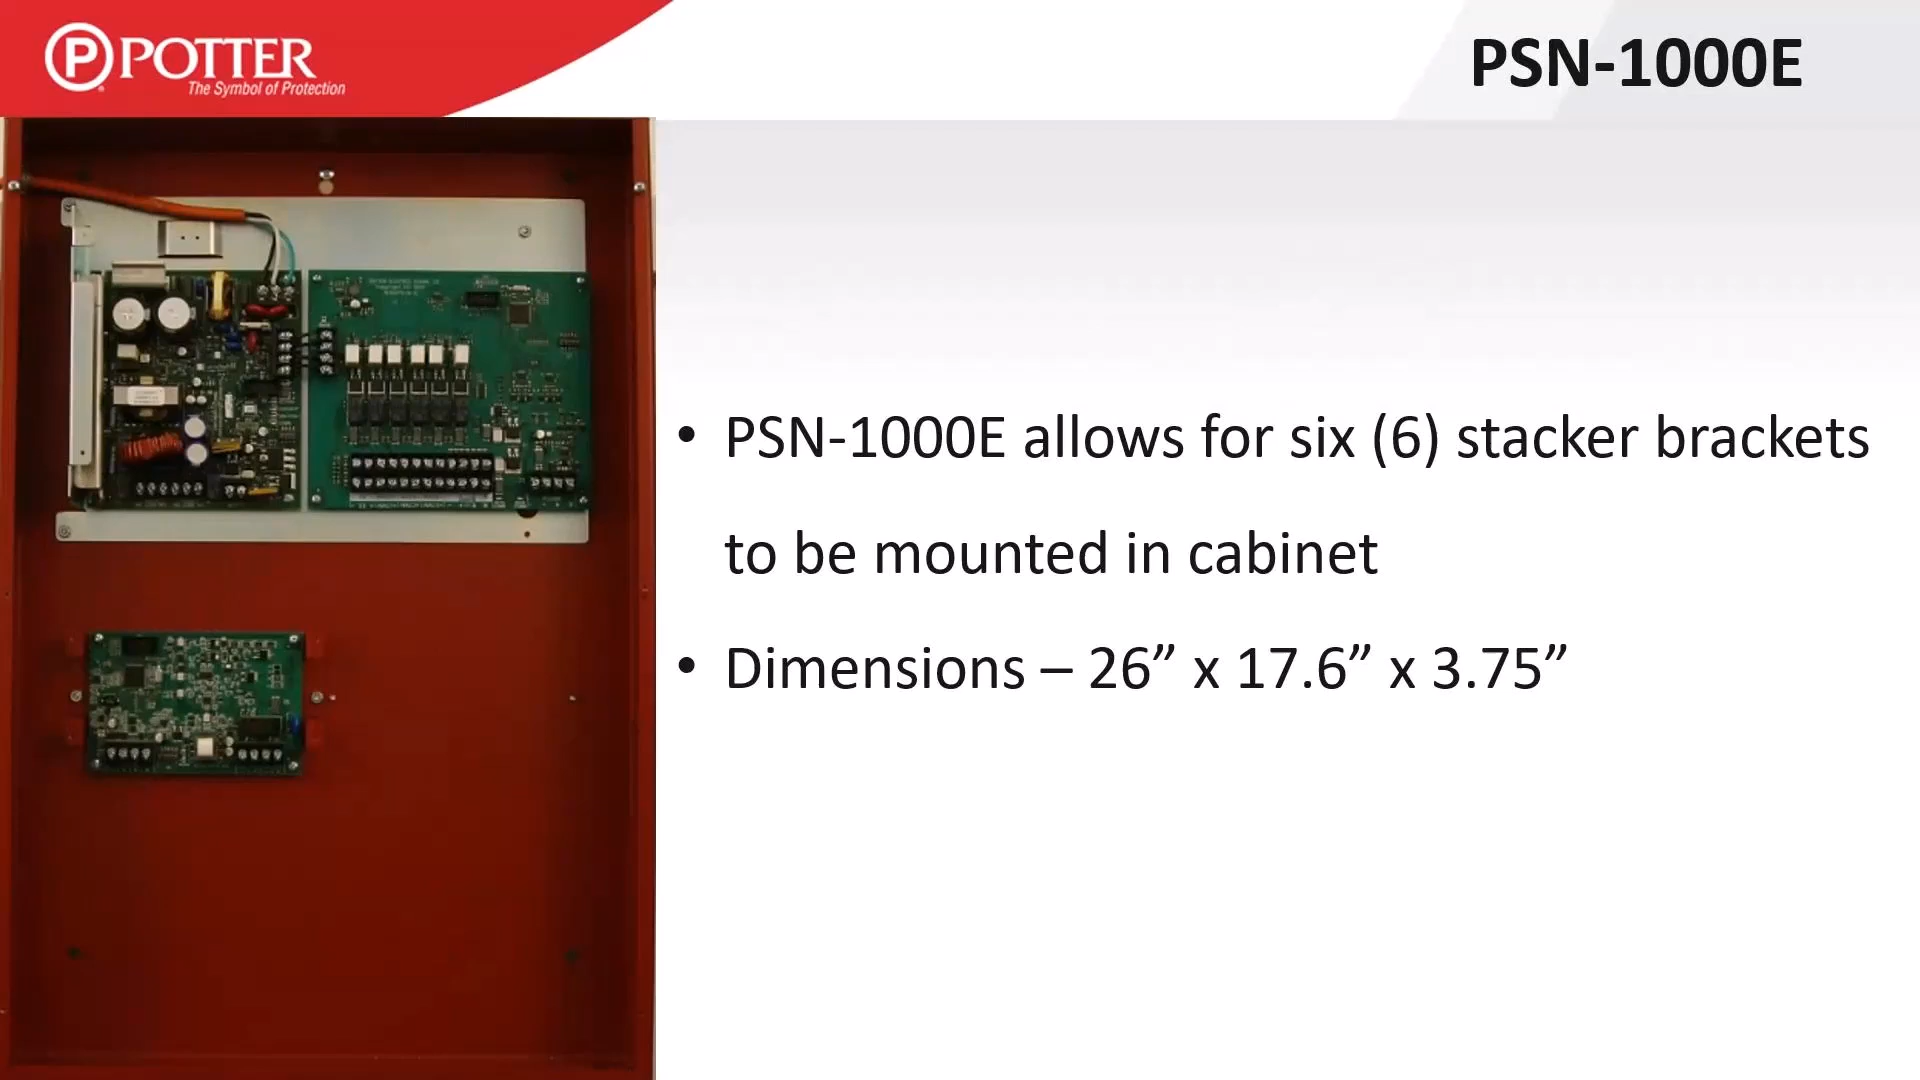 P POTTER
The Symbol of Protection
PSN-1000E
• PSN-1000E allows for six (6) stacker brackets
to be mounted in cabinet
• Dimensions – 26” x 17.6” x 3.75”